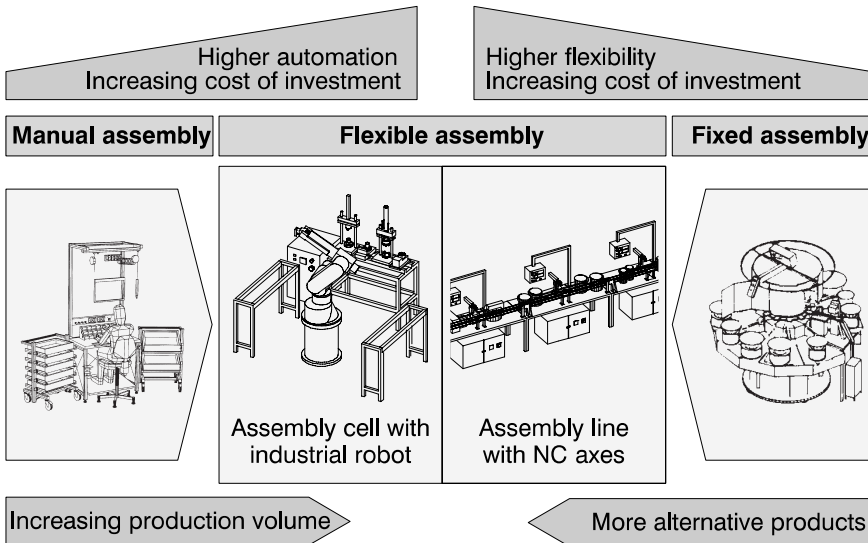 Higher automation
Increasing cost of investment
Higher flexibility
Increasing cost of investment
Manual assembly
Flexible assembly
Fixed assembly
Assembly cell with
industrial robot
Assembly line
with NC axes
Increasing production volume
More alternative products